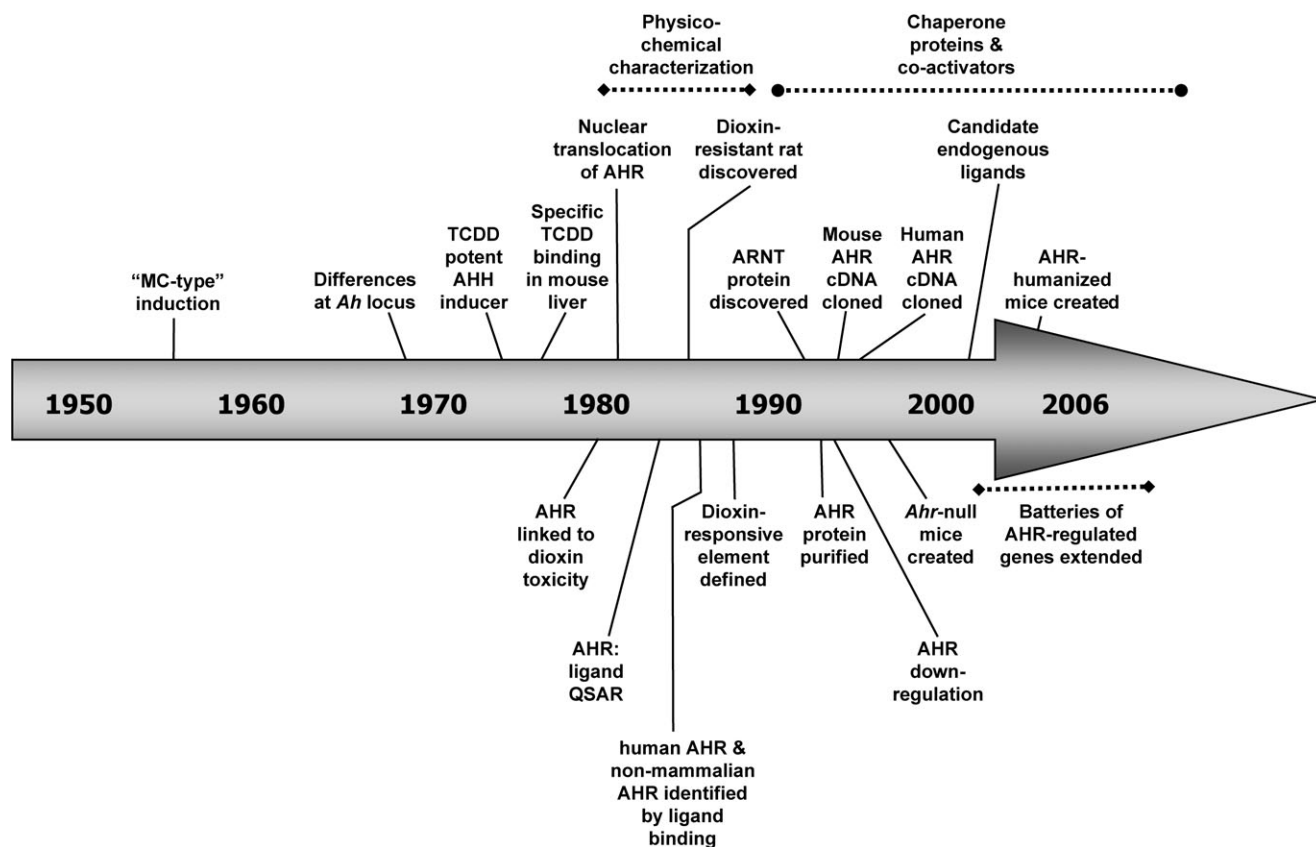 Physico-
chemical
characterization
Chaperone
proteins &
co-activators
Nuclear
translocation
of AHR
Dioxin-
resistant rat
discovered
Candidate
endogenous
ligands
“MC-type”
induction
Differences
at Ah locus
TCDD
potent
AHH
inducer
Specific
TCDD
binding
in mouse
liver
ARNT
protein
discovered
Mouse
AHR
cDNA
cloned
Human
AHR
cDNA
cloned
AHR-
humanized
mice created
1950 1960 1970 1980 1990 2000 2006
AHR
linked to
dioxin
toxicity
Dioxin-
responsive
element
defined
AHR
protein
purified
Ahr-null
mice
created
Batteries of
AHR-regulated
genes extended
AHR:
ligand
QSAR
AHR
down-
regulation
human AHR &
non-mammalian
AHR identified
by ligand
binding